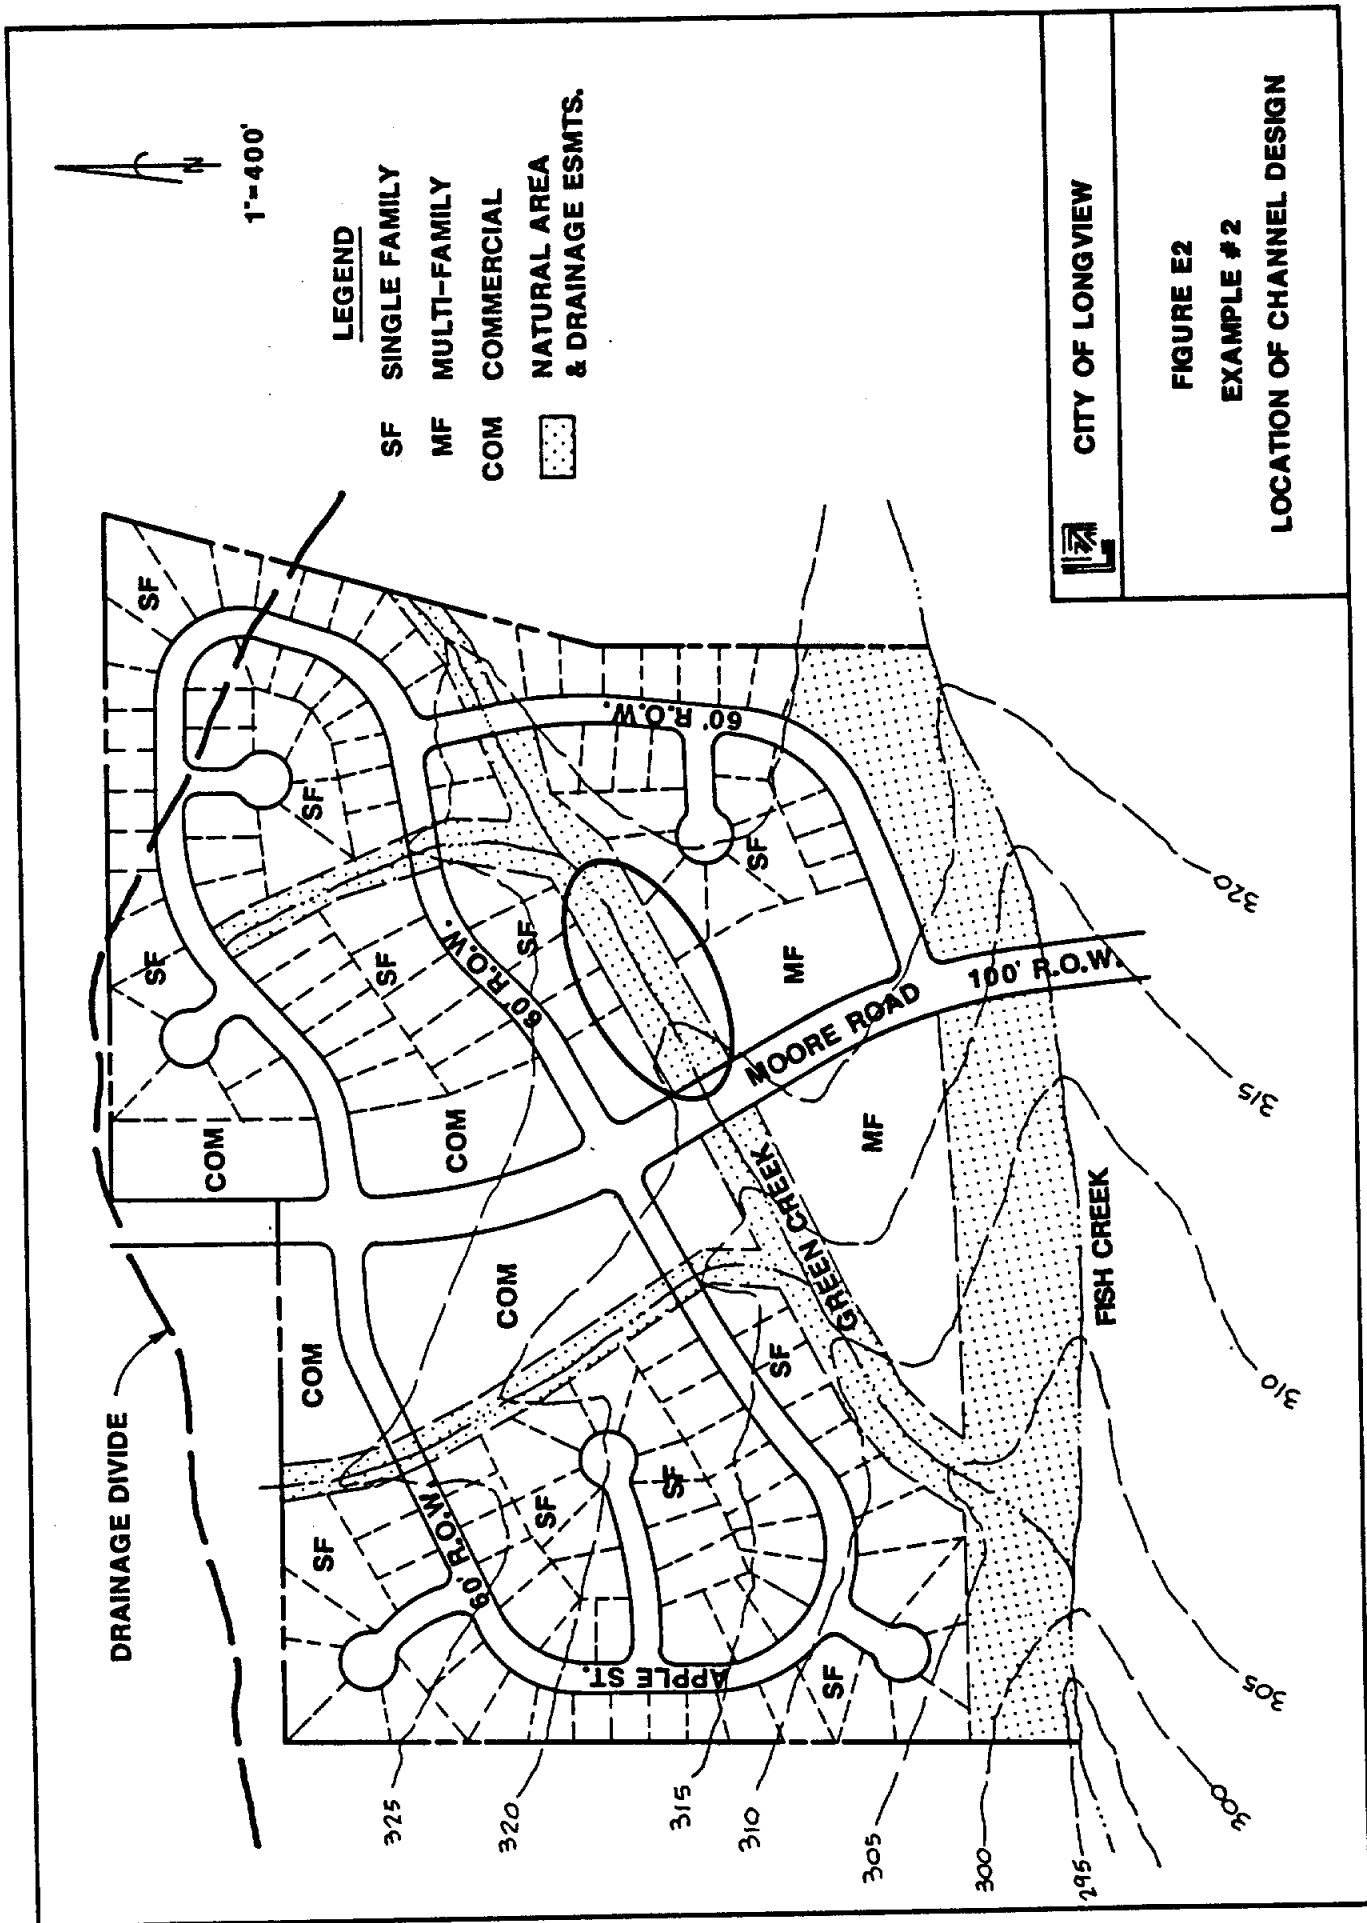 N
1"=400'
LEGEND
SF SINGLE FAMILY
MF MULTI-FAMILY
COM COMMERCIAL
NATURAL AREA
& DRAINAGE ESMTS.
DRAINAGE DIVIDE
SF
SF
SF
SF
SF
SF
SF
SF
SF
SF
SF
COM
COM
COM
COM
MF
MF
60' R.O.W.
60' R.O.W.
60' R.O.W.
APPLE ST.
MOORE ROAD
100' R.O.W.
GREEN CREEK
FISH CREEK
325
320
315
310
305
300
295
300
305
310
315
320
CITY OF LONGVIEW
FIGURE E2
EXAMPLE #2
LOCATION OF CHANNEL DESIGN